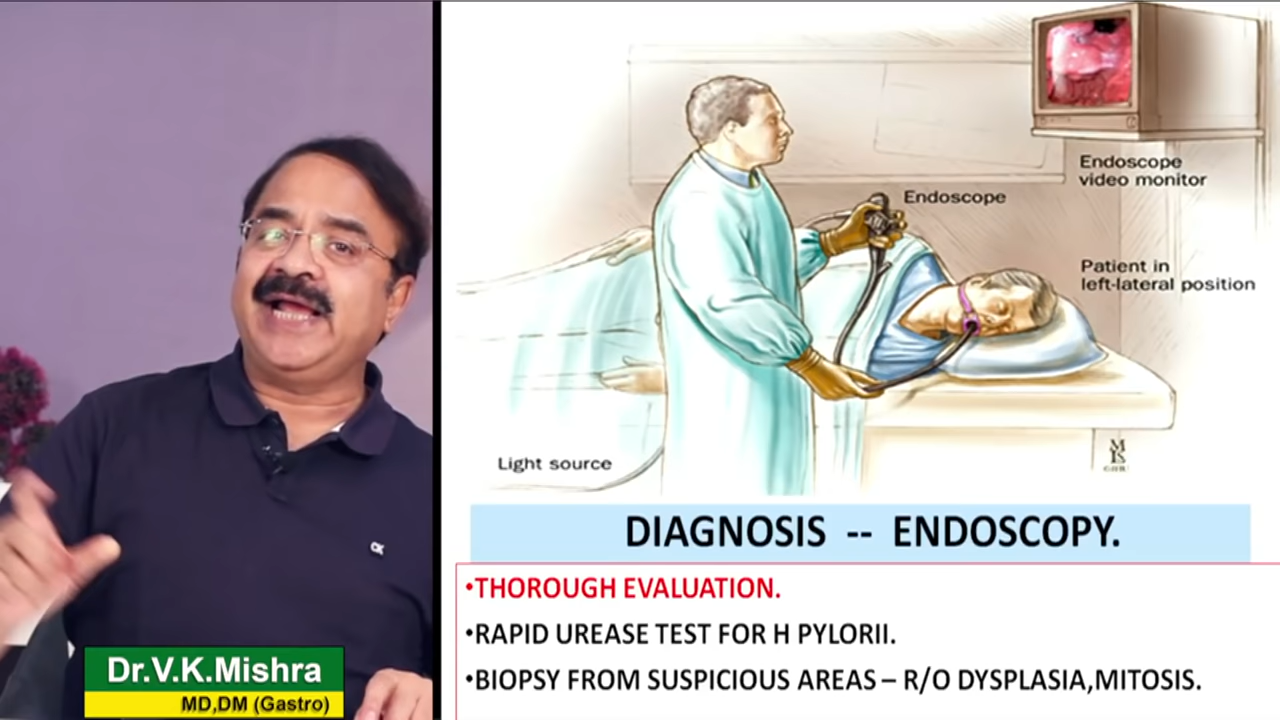 Endoscope
video monitor
Endoscope
Patient in
left-lateral position
Light source
DIAGNOSIS -- ENDOSCOPY.
•THOROUGH EVALUATION.
•RAPID UREASE TEST FOR H PYLORII.
•BIOPSY FROM SUSPICIOUS AREAS – R/O DYSPLASIA,MITOSIS.
Dr.V.K.Mishra
MD,DM (Gastro)